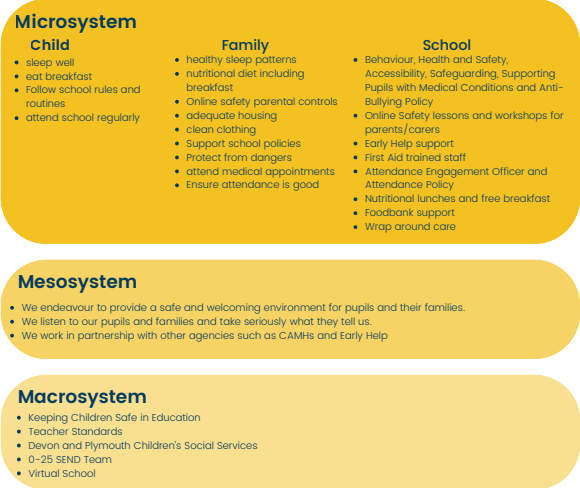 Microsystem
Child
sleep well
eat breakfast
Follow school rules and
routines
attend school regularly
Family
healthy sleep patterns
nutritional diet including
breakfast
Online safety parental controls
adequate housing
clean clothing
Support school policies
Protect from dangers
attend medical appointments
Ensure attendance is good
School
Behaviour, Health and Safety,
Accessibility, Safeguarding, Supporting
Pupils with Medical Conditions and Anti-
Bullying Policy
Online Safety lessons and workshops for
parents/carers
Early Help support
First Aid trained staff
Attendance Engagement Officer and
Attendance Policy
Nutritional lunches and free breakfast
Foodbank support
Wrap around care
Mesosystem
We endeavour to provide a safe and welcoming environment for pupils and their families.
We listen to our pupils and families and take seriously what they tell us.
We work in partnership with other agencies such as CAMHs and Early Help
Macrosystem
Keeping Children Safe in Education
Teacher Standards
Devon and Plymouth Children's Social Services
0-25 SEND Team
Virtual School